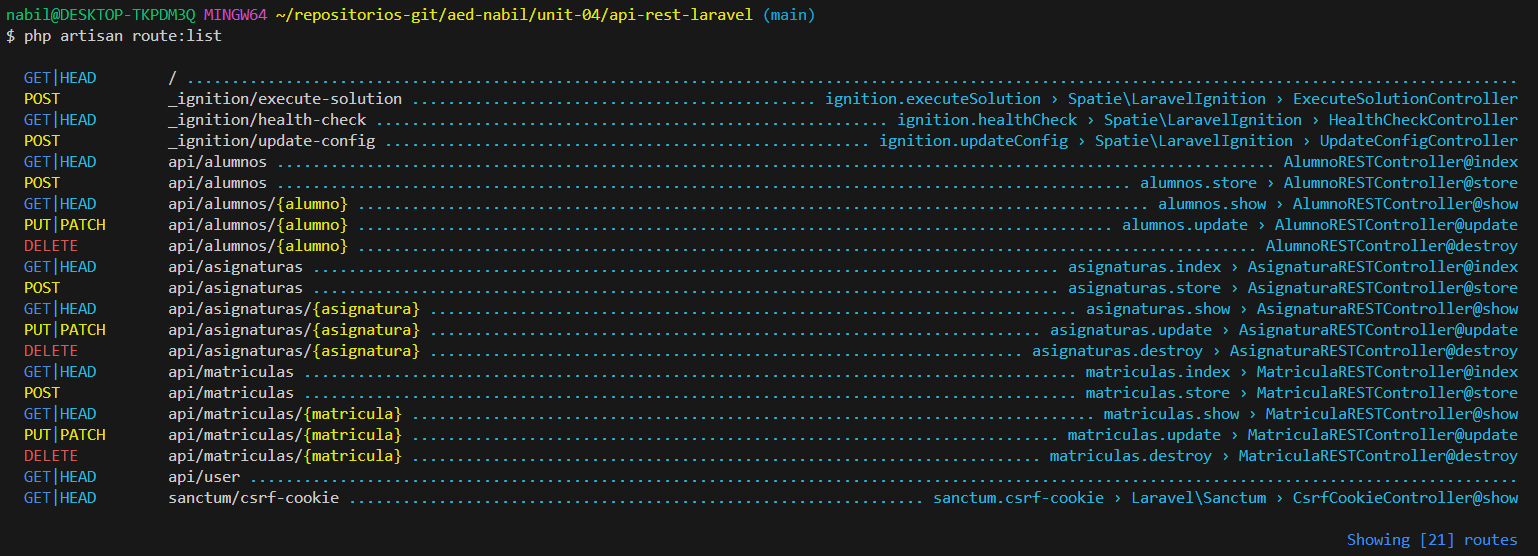 nabil@DESKTOP-TKPDM3Q MINGW64 ~/repositorios-git/aed-nabil/unit-04/api-rest-laravel (main)
$ php artisan route:list
GET|HEAD / ....................................................................................................................................................
POST _ignition/execute-solution ............................................. ignition.executeSolution › Spatie\LaravelIgnition › ExecuteSolutionController
GET|HEAD _ignition/health-check ......................................................... ignition.healthCheck › Spatie\LaravelIgnition › HealthCheckController
POST _ignition/update-config ...................................................... ignition.updateConfig › Spatie\LaravelIgnition › UpdateConfigController
GET|HEAD api/alumnos ............................................................................................................... AlumnoRESTController@index
POST api/alumnos ............................................................................................... alumnos.store › AlumnoRESTController@store
GET|HEAD api/alumnos/{alumno} ........................................................................................ alumnos.show › AlumnoRESTController@show
PUT|PATCH api/alumnos/{alumno} .................................................................................... alumnos.update › AlumnoRESTController@update
DELETE api/alumnos/{alumno} .................................................................................................... AlumnoRESTController@destroy
GET|HEAD api/asignaturas ................................................................................... asignaturas.index › AsignaturaRESTController@index
POST api/asignaturas ................................................................................... asignaturas.store › AsignaturaRESTController@store
GET|HEAD api/asignaturas/{asignatura} ........................................................................ asignaturas.show › AsignaturaRESTController@show
PUT|PATCH api/asignaturas/{asignatura} .................................................................... asignaturas.update › AsignaturaRESTController@update
DELETE api/asignaturas/{asignatura} .................................................................. asignaturas.destroy › AsignaturaRESTController@destroy
GET|HEAD api/matriculas ...................................................................................... matriculas.index › MatriculaRESTController@index
POST api/matriculas ...................................................................................... matriculas.store › MatriculaRESTController@store
GET|HEAD api/matriculas/{matricula} ............................................................................ matriculas.show › MatriculaRESTController@show
PUT|PATCH api/matriculas/{matricula} ........................................................................ matriculas.update › MatriculaRESTController@update
DELETE api/matriculas/{matricula} ...................................................................... matriculas.destroy › MatriculaRESTController@destroy
GET|HEAD api/user .............................................................................................................................................
GET|HEAD sanctum/csrf-cookie ................................................................ sanctum.csrf-cookie › Laravel\Sanctum › CsrfCookieController@show
Showing [21] routes